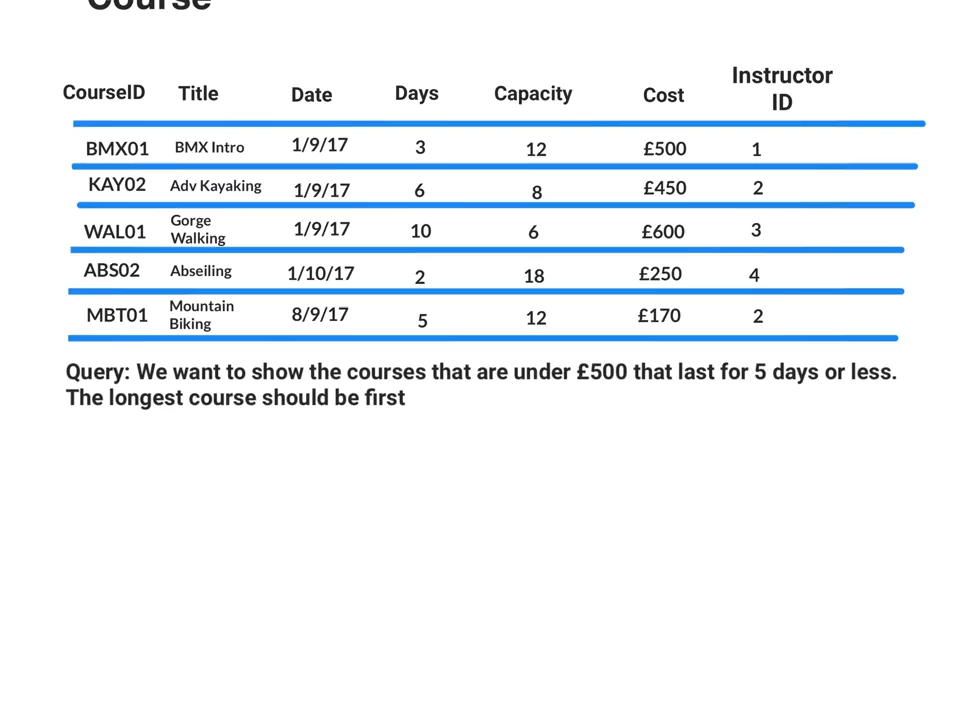 Course
CourseID Title Date Days Capacity Cost Instructor ID
BMX01 BMX Intro 1/9/17 3 12 £500 1
KAY02 Adv Kayaking 1/9/17 6 8 £450 2
WAL01 Gorge Walking 1/9/17 10 6 £600 3
ABS02 Abseiling 1/10/17 2 18 £250 4
MBT01 Mountain Biking 8/9/17 5 12 £170 2
Query: We want to show the courses that are under £500 that last for 5 days or less.
The longest course should be first